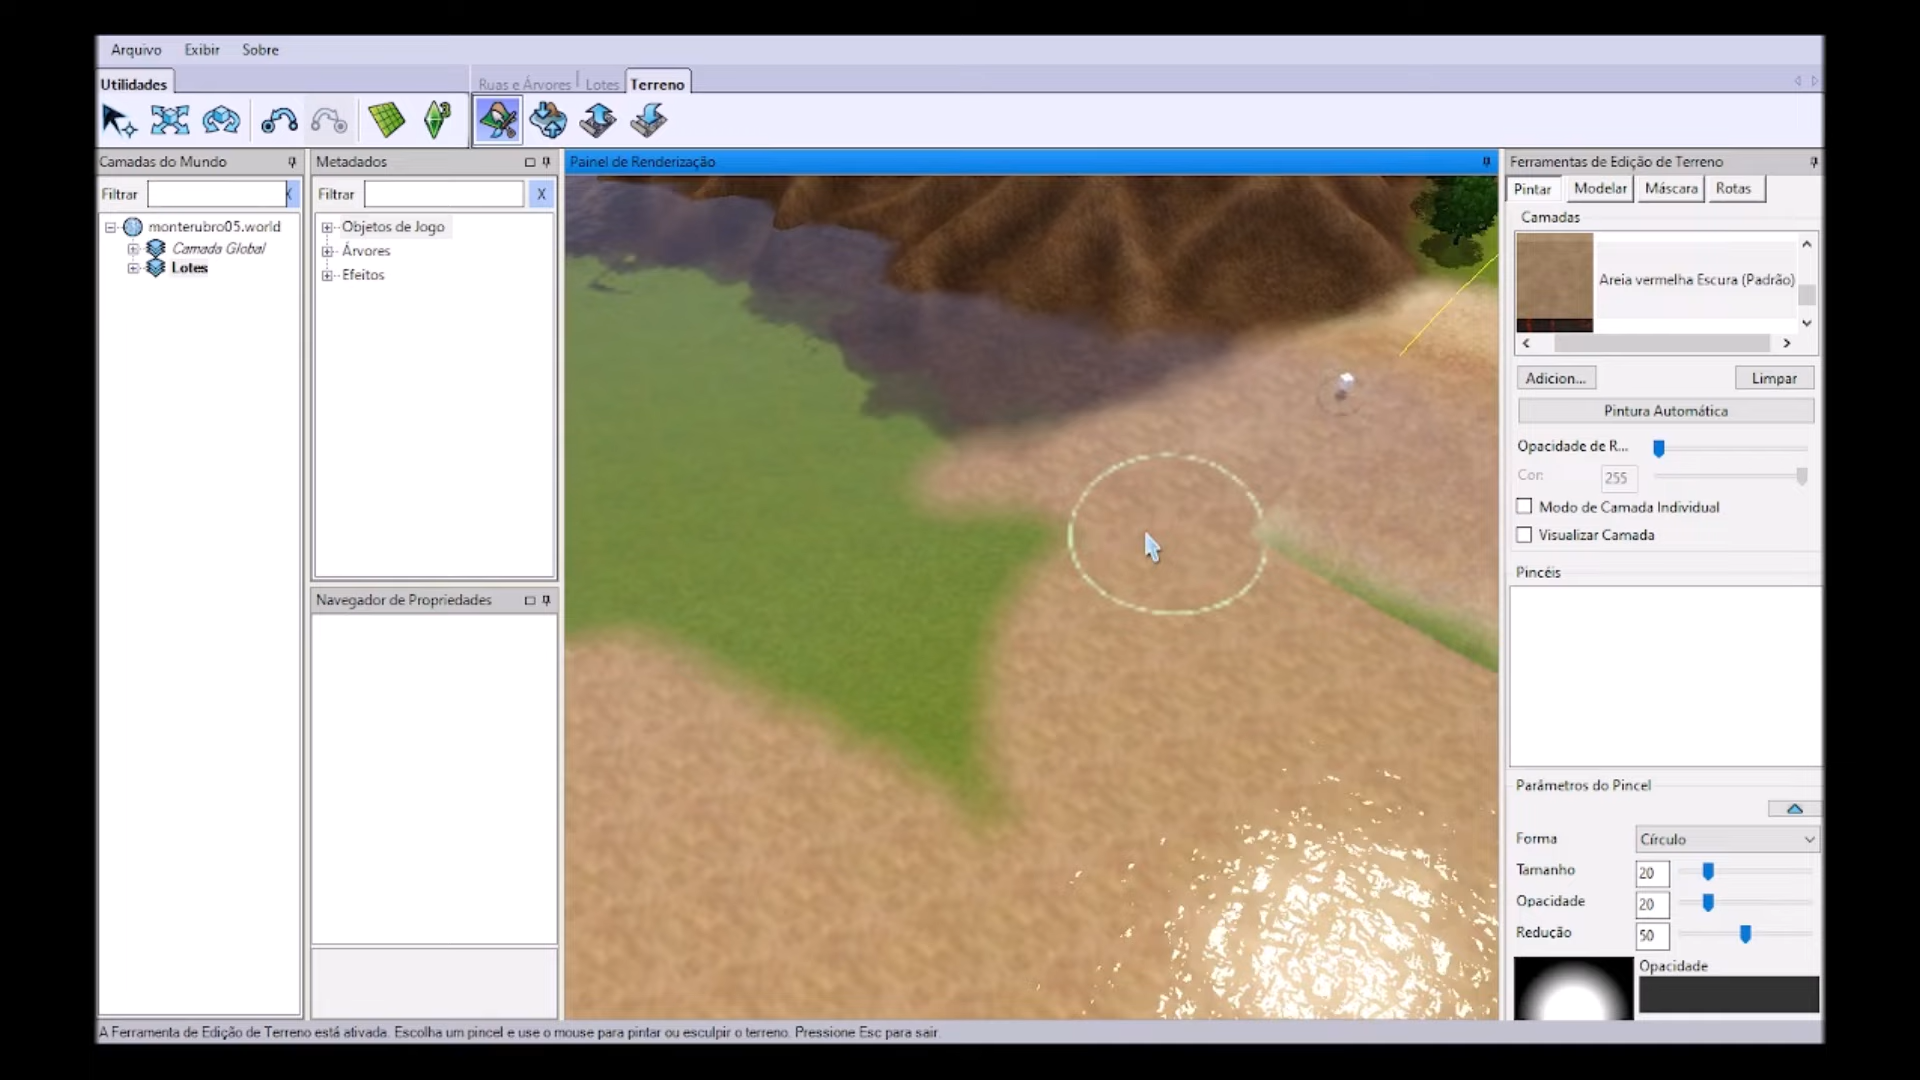 Arquivo Exibir Sobre
Utilidades Ruas e Árvores Lotes Terreno
Camadas do Mundo
Filtrar
monterubro05.world
Camada Global
Lotes
Metadados
Filtrar X
Objetos de Jogo
Árvores
Efeitos
Navegador de Propriedades
Painel de Renderização
Ferramentas de Edição de Terreno
Pintar Modelar Máscara Rotas
Camadas
Areia vermelha Escura (Padrão)
Adicion... Limpar
Pintura Automática
Opacidade de R...
Cor: 255
Modo de Camada Individual
Visualizar Camada
Pincéis
Parâmetros do Pincel
Forma Círculo
Tamanho 20
Opacidade 20
Redução 50
Opacidade
A Ferramenta de Edição de Terreno está ativada. Escolha um pincel e use o mouse para pintar ou esculpir o terreno. Pressione Esc para sair.